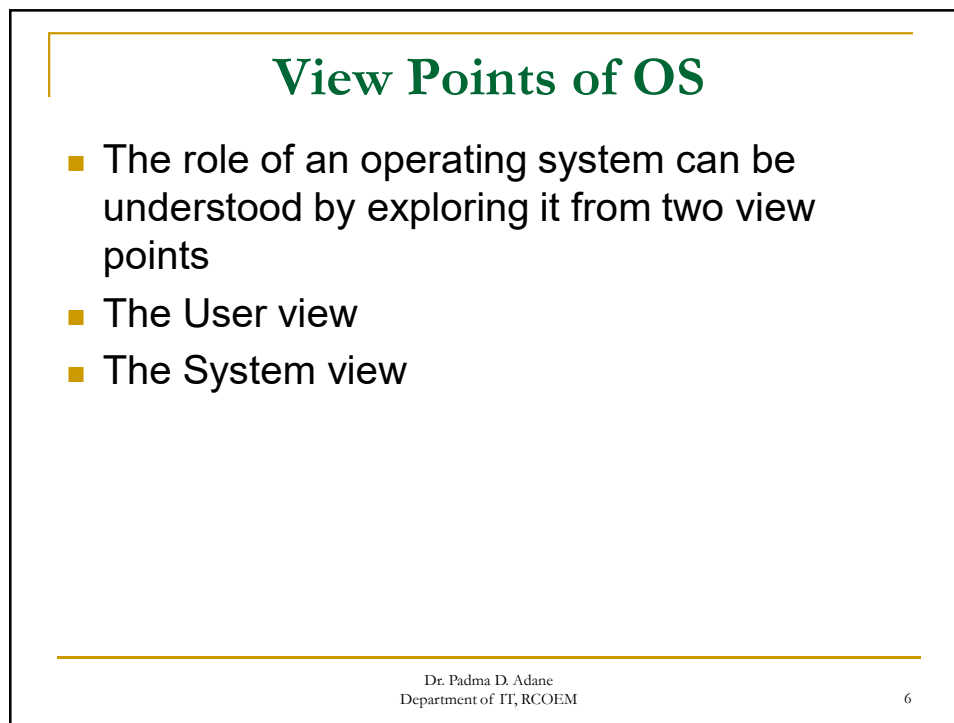 View Points of OS
The role of an operating system can be
understood by exploring it from two view
points
The User view
The System view
Dr. Padma D. Adane
Department of IT, RCOEM
6